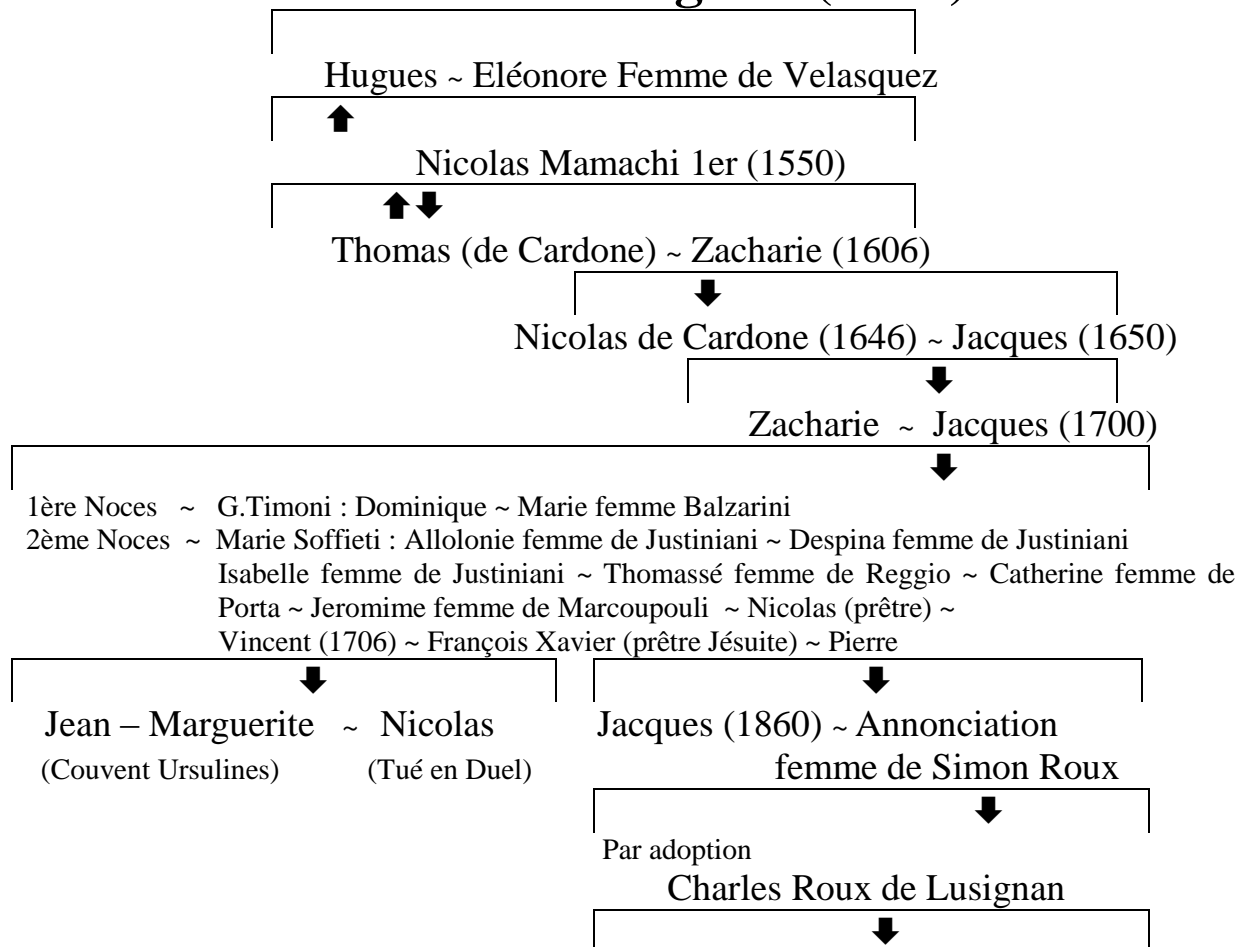 Hugues ~ Eléonore Femme de Velasquez
Nicolas Mamachi 1er (1550)
Thomas (de Cardone) ~ Zacharie (1606)
Nicolas de Cardone (1646) ~ Jacques (1650)
Zacharie ~ Jacques (1700)
1ère Noces ~ G.Timoni : Dominique ~ Marie femme Balzarini
2ème Noces ~ Marie Soffieti : Allolonie femme de Justiniani ~ Despina femme de Justiniani
Isabelle femme de Justiniani ~ Thomassé femme de Reggio ~ Catherine femme de
Porta ~ Jeromime femme de Marcoupouli ~ Nicolas (prêtre) ~
Vincent (1706) ~ François Xavier (prêtre Jésuite) ~ Pierre
Jean – Marguerite ~ Nicolas
(Couvent Ursulines) (Tué en Duel)
Jacques (1860) ~ Annonciation
femme de Simon Roux
Par adoption
Charles Roux de Lusignan